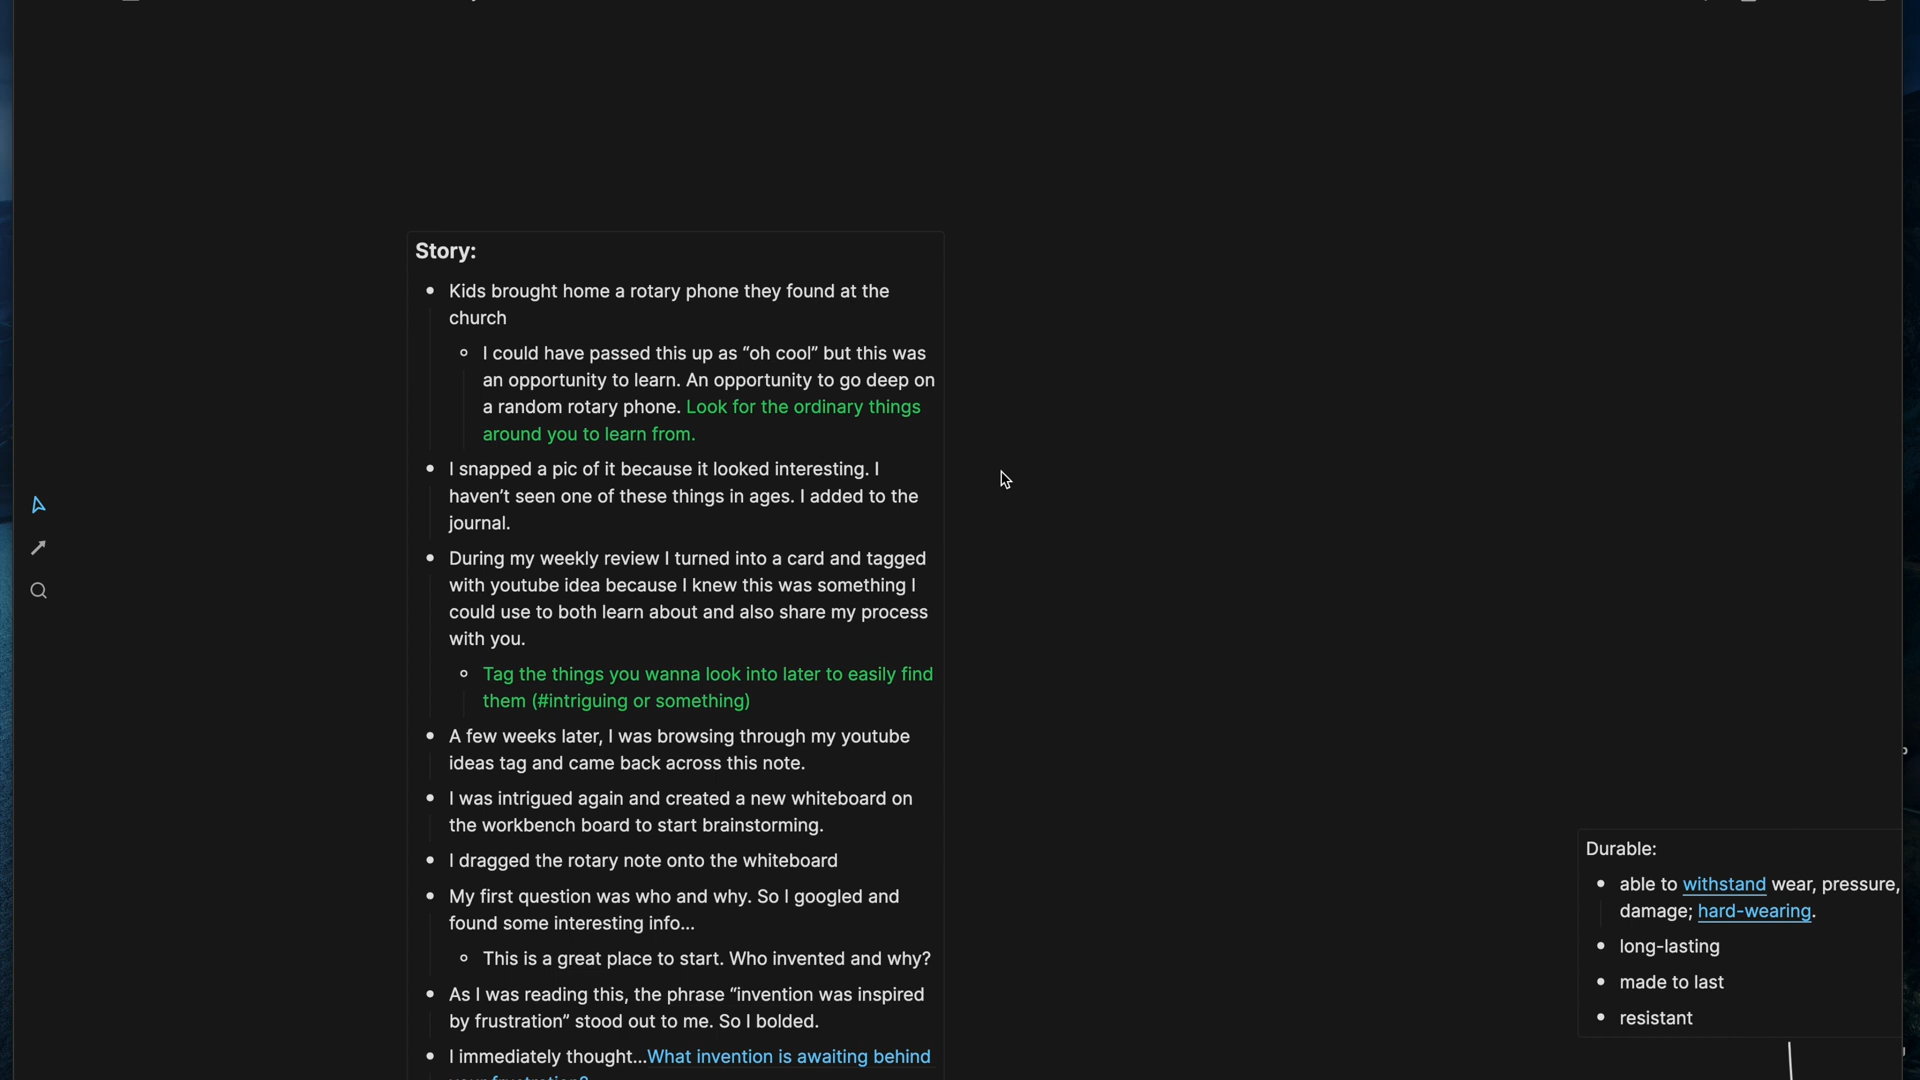 Story:
Kids brought home a rotary phone they found at the
church
I could have passed this up as “oh cool” but this was
an opportunity to learn. An opportunity to go deep on
a random rotary phone. Look for the ordinary things
around you to learn from.
I snapped a pic of it because it looked interesting. I
haven’t seen one of these things in ages. I added to the
journal.
During my weekly review I turned into a card and tagged
with youtube idea because I knew this was something I
could use to both learn about and also share my process
with you.
Tag the things you wanna look into later to easily find
them (#intriguing or something)
A few weeks later, I was browsing through my youtube
ideas tag and came back across this note.
I was intrigued again and created a new whiteboard on
the workbench board to start brainstorming.
I dragged the rotary note onto the whiteboard
My first question was who and why. So I googled and
found some interesting info...
This is a great place to start. Who invented and why?
As I was reading this, the phrase “invention was inspired
by frustration” stood out to me. So I bolded.
I immediately thought...What invention is awaiting behind
your frustration?
Durable:
able to withstand wear, pressure,
damage; hard-wearing.
long-lasting
made to last
resistant